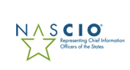 NASCIO®
Representing Chief Information
Officers of the States